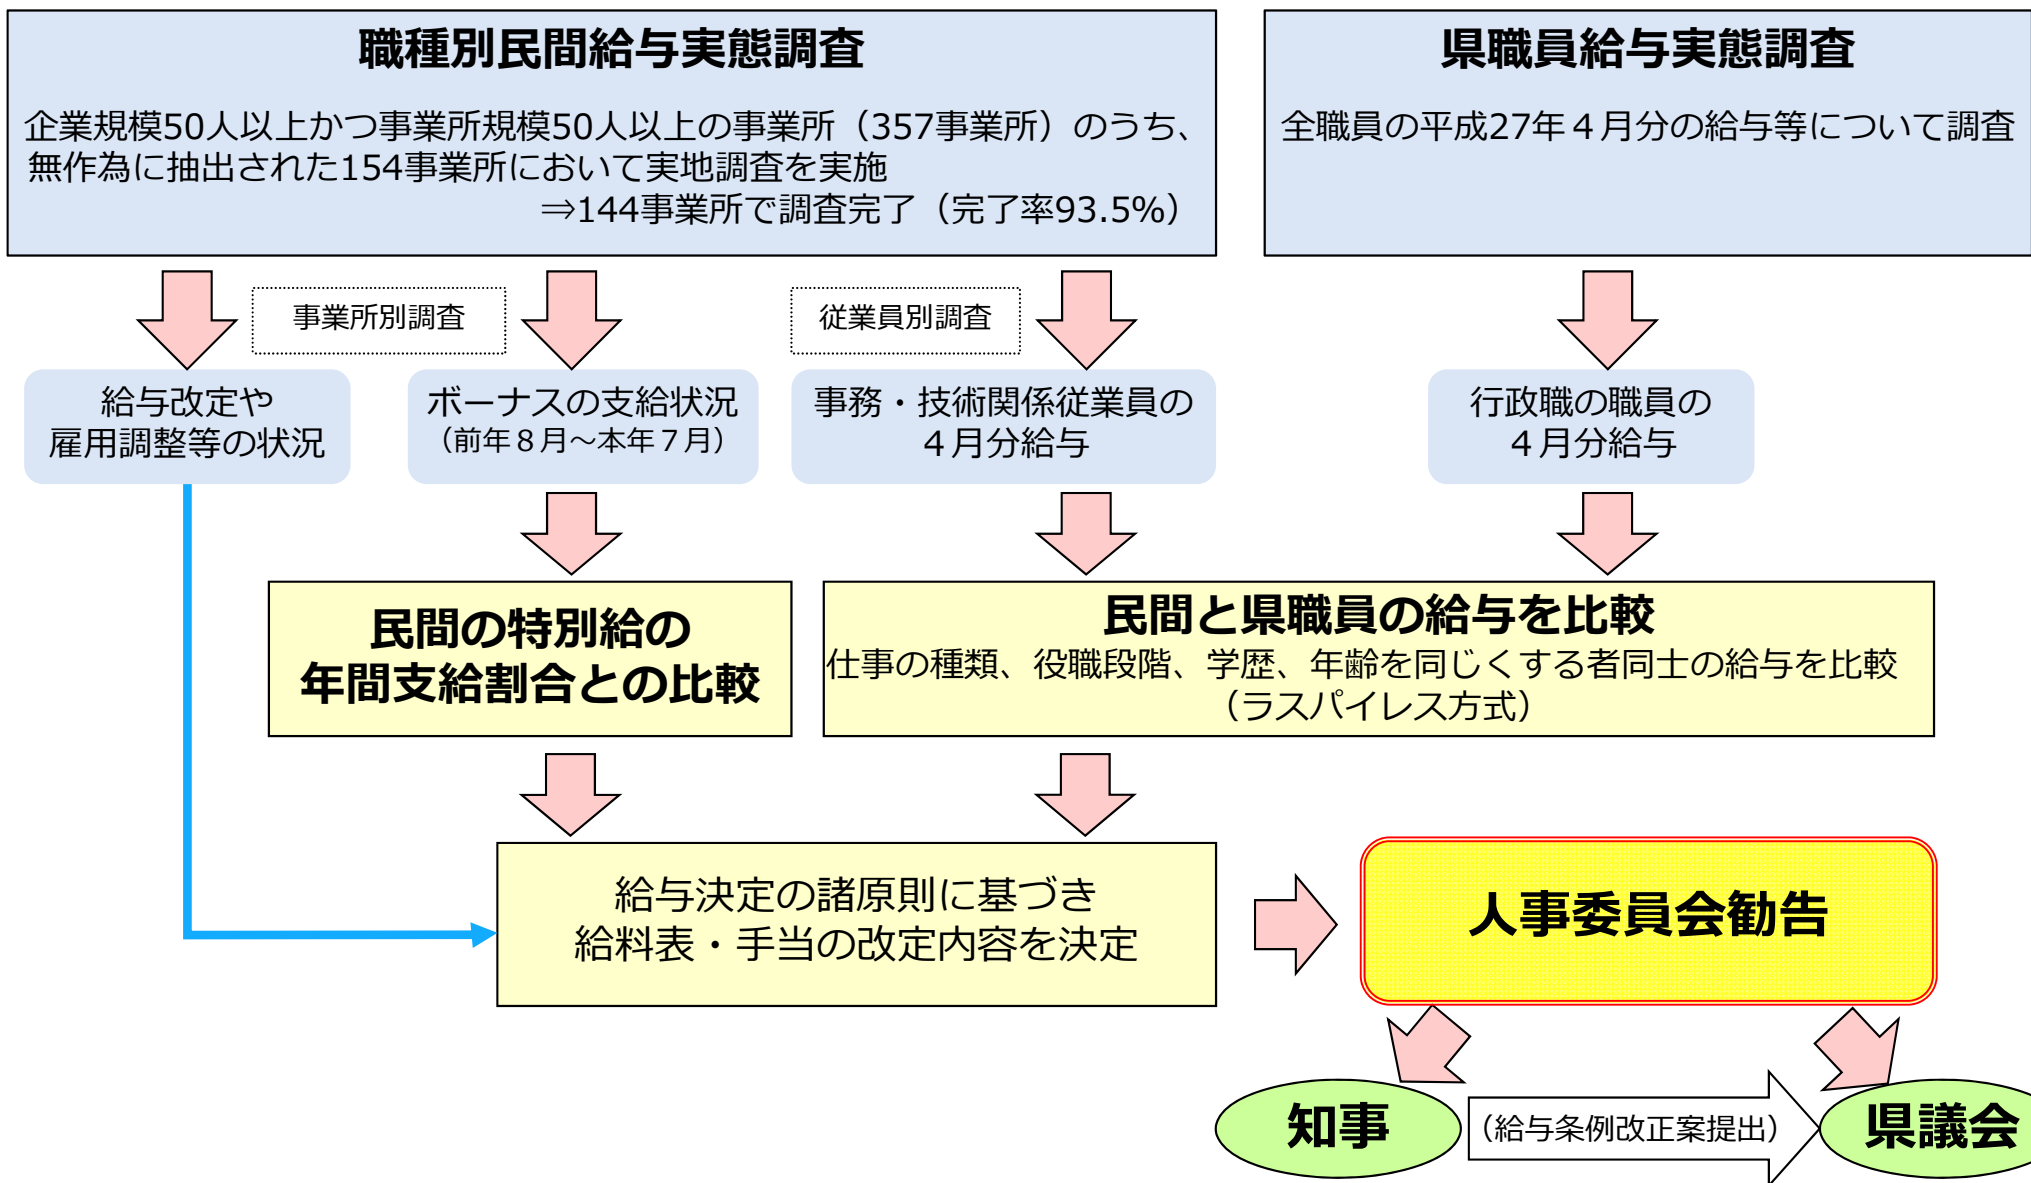 職種別民間給与実態調査
企業規模50人以上かつ事業所規模50人以上の事業所（357事業所）のうち、
無作為に抽出された154事業所において実地調査を実施
⇒144事業所で調査完了（完了率93.5%）
県職員給与実態調査
全職員の平成27年４月分の給与等について調査
事業所別調査
従業員別調査
給与改定や
雇用調整等の状況
ボーナスの支給状況
（前年８月～本年７月）
事務・技術関係従業員の
４月分給与
行政職の職員の
４月分給与
民間の特別給の
年間支給割合との比較
民間と県職員の給与を比較
仕事の種類、役職段階、学歴、年齢を同じくする者同士の給与を比較
（ラスパイレス方式）
給与決定の諸原則に基づき
給料表・手当の改定内容を決定
人事委員会勧告
知事
（給与条例改正案提出）
県議会